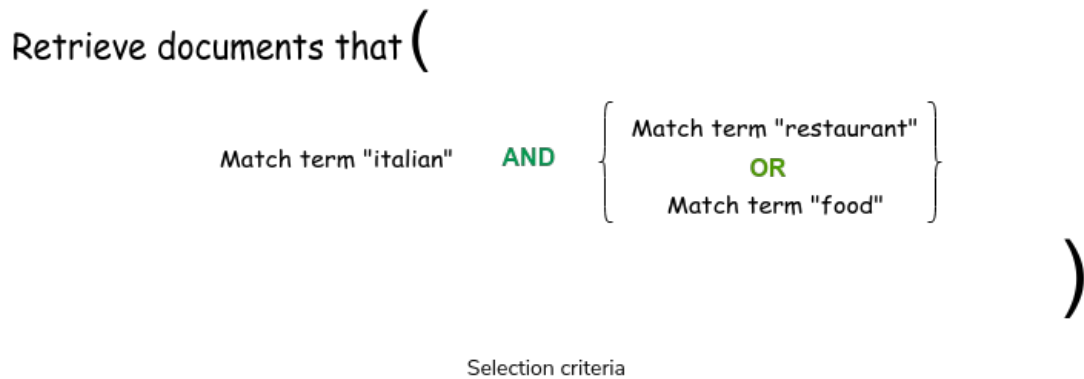 Retrieve documents that (
Match term "italian" AND { Match term "restaurant" }
OR
Match term "food"
)
Selection criteria